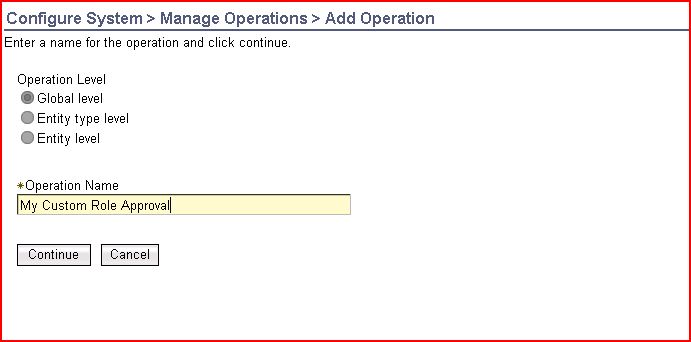 Configure System > Manage Operations > Add Operation
Enter a name for the operation and click continue.
Operation Level
Global level
Entity type level
Entity level
*Operation Name
My Custom Role Approval
Continue Cancel